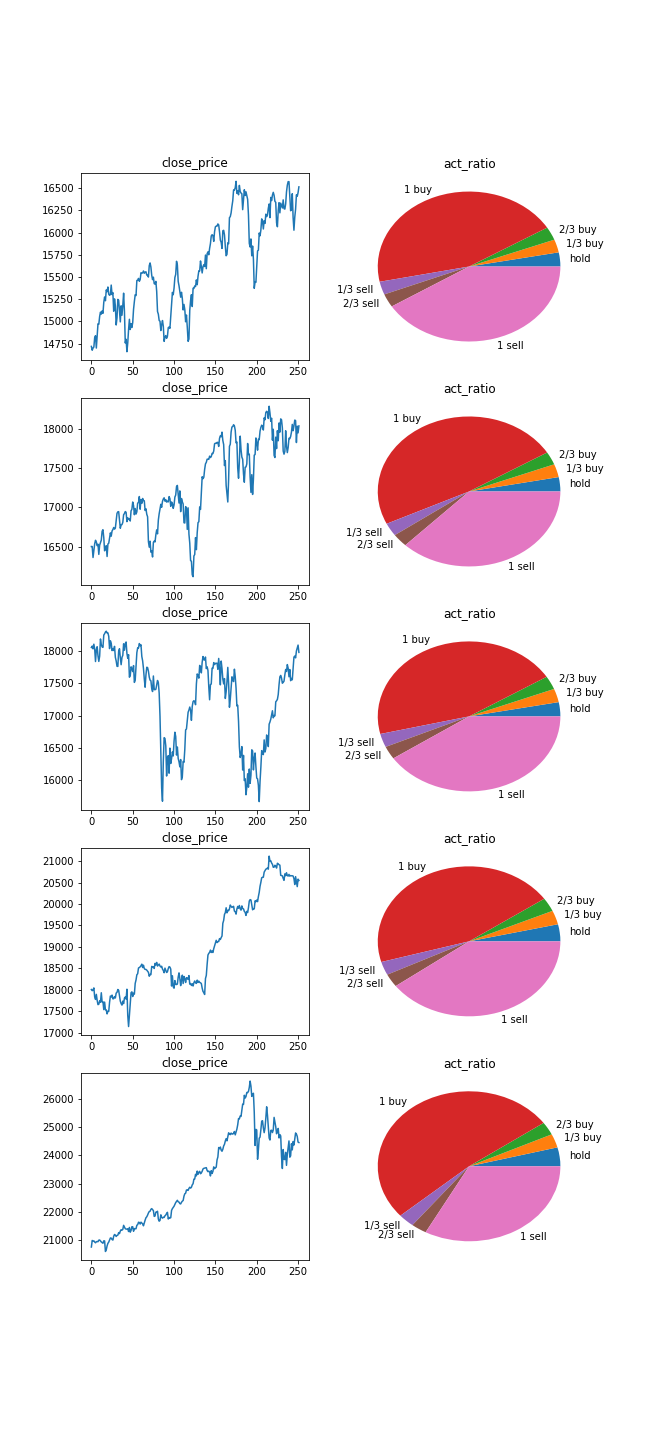 close_price
act_ratio
16500
16250
16000
15750
15500
15250
15000
14750
0 50 100 150 200 250
1 buy
2/3 buy
1/3 buy
hold
1/3 sell
2/3 sell
1 sell
close_price
act_ratio
18000
17500
17000
16500
0 50 100 150 200 250
1 buy
2/3 buy
1/3 buy
hold
1/3 sell
2/3 sell
1 sell
close_price
act_ratio
18000
17500
17000
16500
16000
0 50 100 150 200 250
1 buy
2/3 buy
1/3 buy
hold
1/3 sell
2/3 sell
1 sell
close_price
act_ratio
21000
20500
20000
19500
19000
18500
18000
17500
17000
0 50 100 150 200 250
1 buy
2/3 buy
1/3 buy
hold
1/3 sell
2/3 sell
1 sell
close_price
act_ratio
26000
25000
24000
23000
22000
21000
0 50 100 150 200 250
1 buy
2/3 buy
1/3 buy
hold
1/3 sell
2/3 sell
1 sell